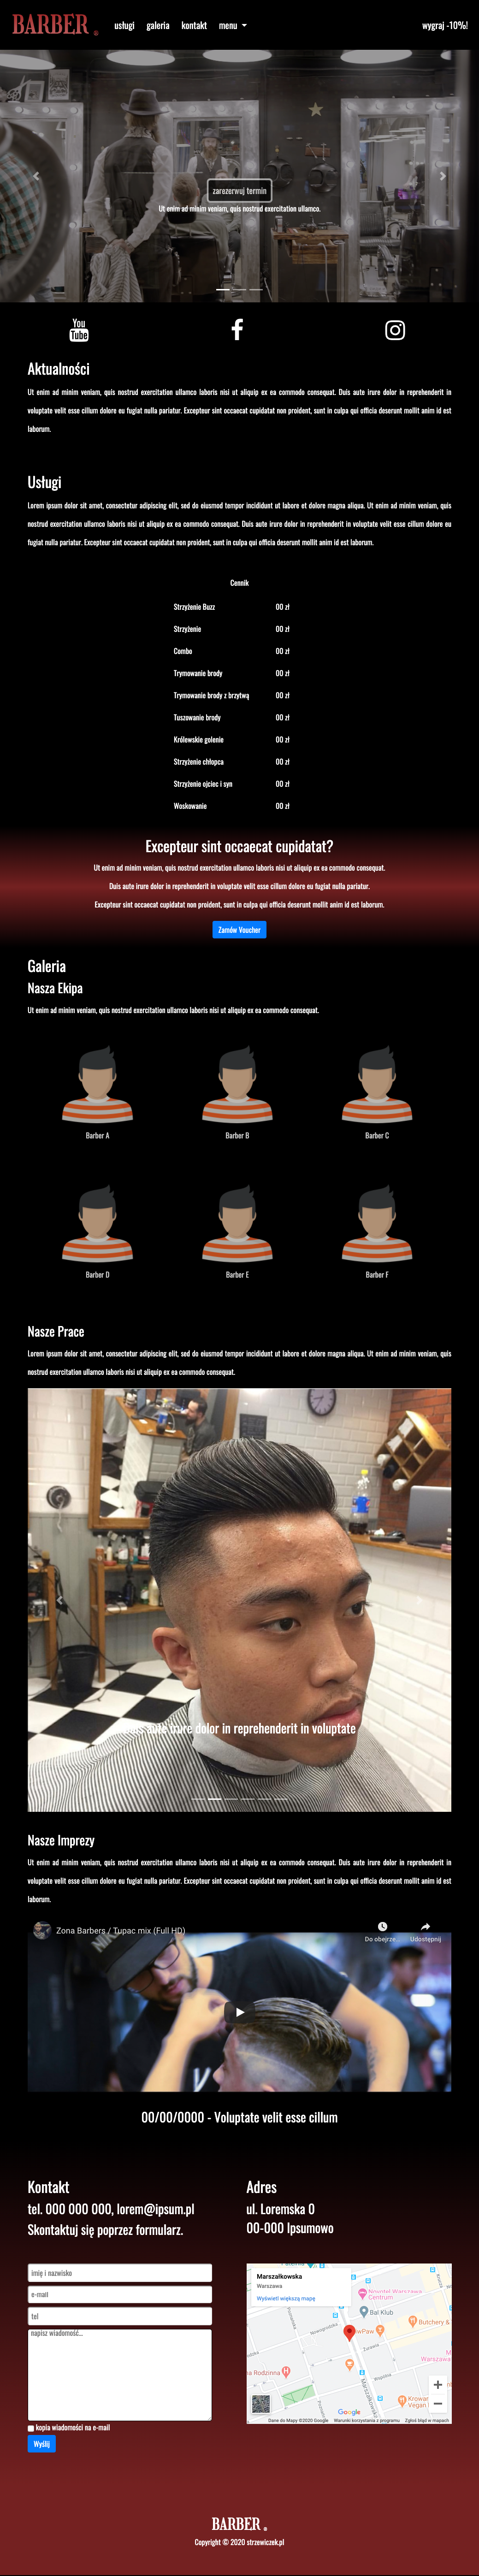 BARBER ®
usługi galeria kontakt menu wygraj -10%!
zarezerwuj termin
Ut enim ad minim veniam, quis nostrud exercitation ullamco.
You
Tube
Aktualności
Ut enim ad minim veniam, quis nostrud exercitation ullamco laboris nisi ut aliquip ex ea commodo consequat. Duis aute irure dolor in reprehenderit in
voluptate velit esse cillum dolore eu fugiat nulla pariatur. Excepteur sint occaecat cupidatat non proident, sunt in culpa qui officia deserunt mollit anim id est
laborum.
Usługi
Lorem ipsum dolor sit amet, consectetur adipiscing elit, sed do eiusmod tempor incididunt ut labore et dolore magna aliqua. Ut enim ad minim veniam, quis
nostrud exercitation ullamco laboris nisi ut aliquip ex ea commodo consequat. Duis aute irure dolor in reprehenderit in voluptate velit esse cillum dolore eu
fugiat nulla pariatur. Excepteur sint occaecat cupidatat non proident, sunt in culpa qui officia deserunt mollit anim id est laborum.
Cennik
Strzyżenie Buzz 00 zł
Strzyżenie 00 zł
Combo 00 zł
Trymowanie brody 00 zł
Trymowanie brody z brzytwą 00 zł
Tuszowanie brody 00 zł
Królewskie golenie 00 zł
Strzyżenie chłopca 00 zł
Strzyżenie ojciec i syn 00 zł
Woskowanie 00 zł
Excepteur sint occaecat cupidatat?
Ut enim ad minim veniam, quis nostrud exercitation ullamco laboris nisi ut aliquip ex ea commodo consequat.
Duis aute irure dolor in reprehenderit in voluptate velit esse cillum dolore eu fugiat nulla pariatur.
Excepteur sint occaecat cupidatat non proident, sunt in culpa qui officia deserunt mollit anim id est laborum.
Zamów Voucher
Galeria
Nasza Ekipa
Ut enim ad minim veniam, quis nostrud exercitation ullamco laboris nisi ut aliquip ex ea commodo consequat.
Barber A Barber B Barber C
Barber D Barber E Barber F
Nasze Prace
Lorem ipsum dolor sit amet, consectetur adipiscing elit, sed do eiusmod tempor incididunt ut labore et dolore magna aliqua. Ut enim ad minim veniam, quis
nostrud exercitation ullamco laboris nisi ut aliquip ex ea commodo consequat.
irure dolor in reprehenderit in voluptate
Nasze Imprezy
Ut enim ad minim veniam, quis nostrud exercitation ullamco laboris nisi ut aliquip ex ea commodo consequat. Duis aute irure dolor in reprehenderit in
voluptate velit esse cillum dolore eu fugiat nulla pariatur. Excepteur sint occaecat cupidatat non proident, sunt in culpa qui officia deserunt mollit anim id est
laborum.
Zona Barbers / Tupac mix (Full HD)
Do obejrze... Udostępnij
00/00/0000 - Voluptate velit esse cillum
Kontakt
tel. 000 000 000, lorem@ipsum.pl
Skontaktuj się poprzez formularz.
imię i nazwisko
e-mail
tel
napisz wiadomość...
kopia wiadomości na e-mail
Wyślij
Adres
ul. Loremska 0
00-000 Ipsumowo
Marszałkowska
Warszawa
Wyświetl większą mapę
Centrum
Bal Klub
Butchery &
Rodzinna
Marszałkowska
Warszawa
Krowar
Vegan
Google
Dane do Mapy ©2020 Google Warunki korzystania z programu Zgłoś błąd w mapach
BARBER ®
Copyright © 2020 strzewiczek.pl